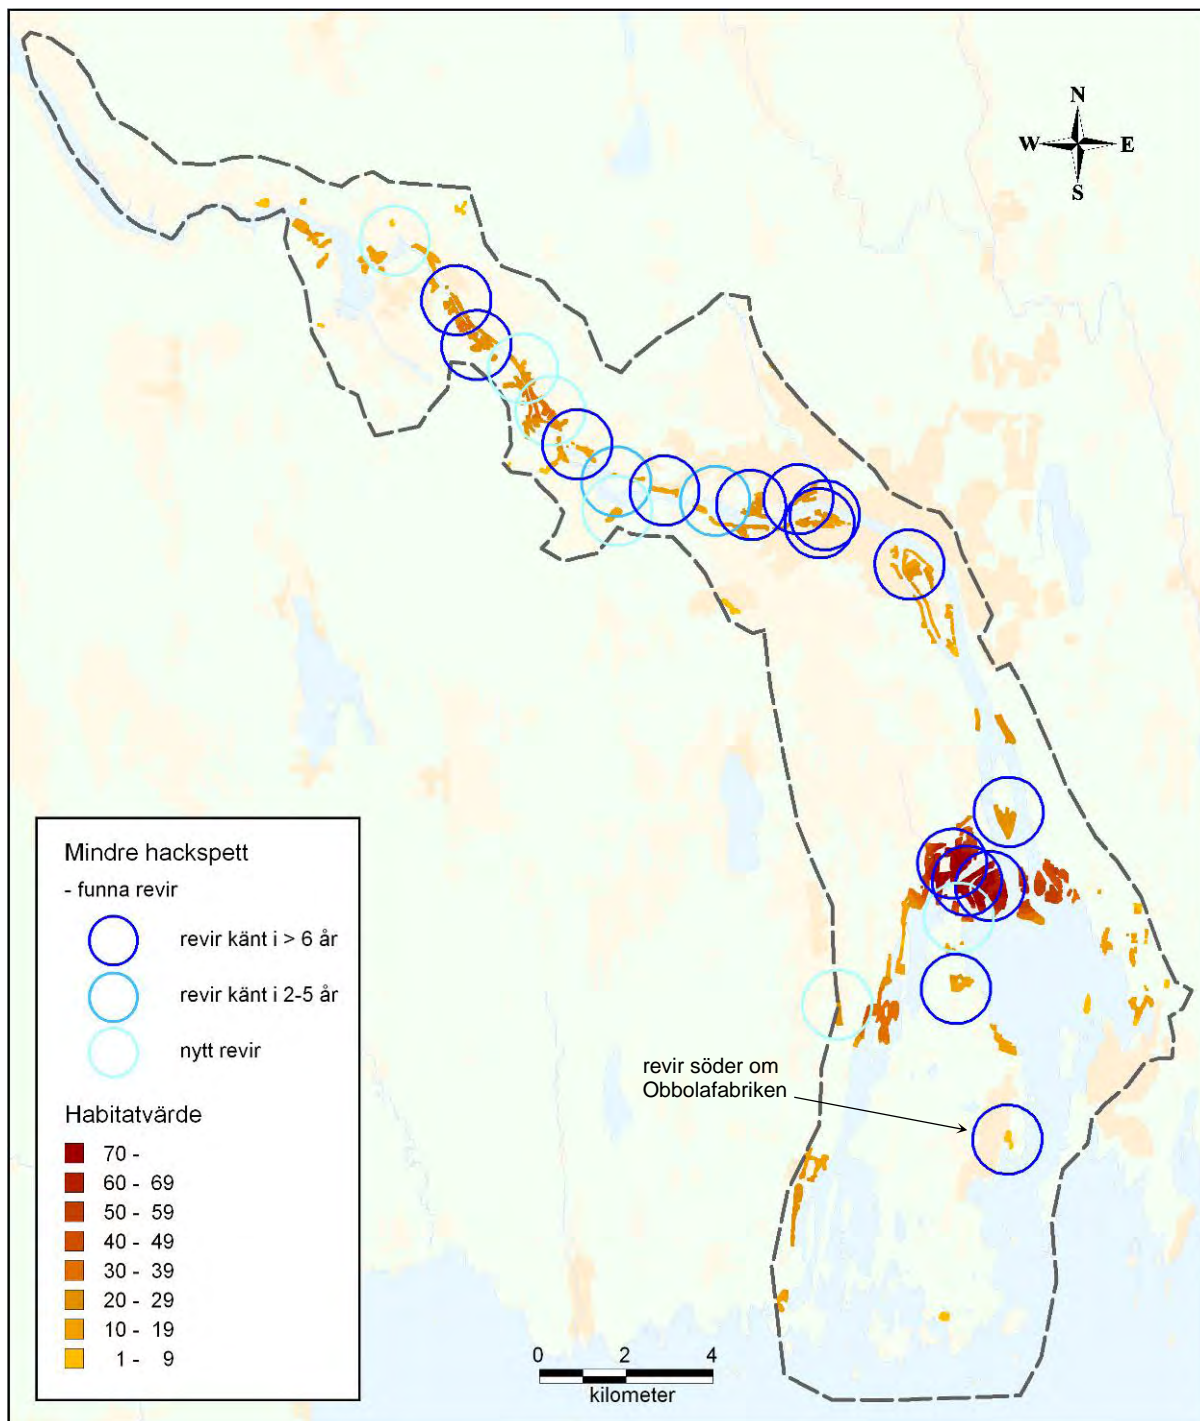 N
W E
S
Mindre hackspett
- funna revir
revir känt i > 6 år
revir känt i 2-5 år
nytt revir
Habitatvärde
70 -
60 - 69
50 - 59
40 - 49
30 - 39
20 - 29
10 - 19
1 - 9
revir söder om
Obbolafabriken
0 2 4
kilometer